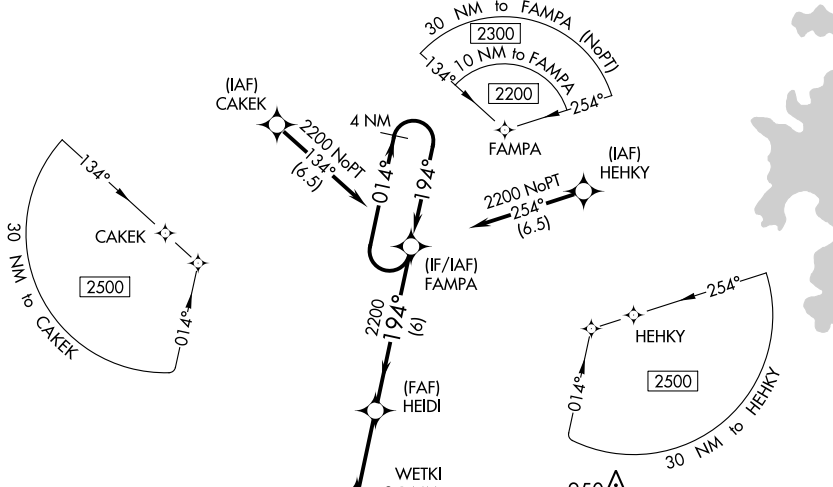 30 NM to FAMPA (NoPT)
2300
10 NM to FAMPA
134°
2200
254°
FAMPA
(IAF)
CAKEK
2200 NoPT
134°
(6.5)
4 NM
014°
194°
(IAF)
HEHKY
2200 NoPT
254°
(6.5)
134°
CAKEK
2500
014°
30 NM to CAKEK
(IF/IAF)
FAMPA
2200
194°
(6)
254°
HEHKY
2500
014°
30 NM to HEHKY
(FAF)
HEIDI
WETKI